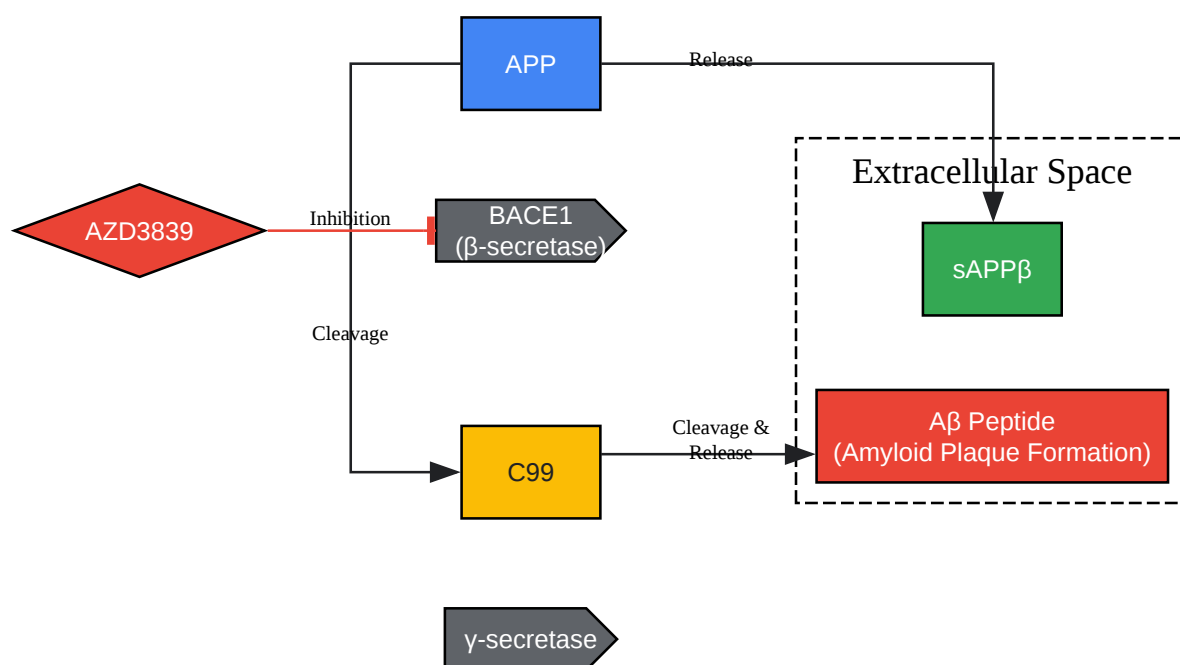 APP
Release
Extracellular Space
AZD3839
Inhibition
BACE1
(β-secretase)
sAPPβ
Cleavage
C99
Cleavage &
Release
Aβ Peptide
(Amyloid Plaque Formation)
γ-secretase